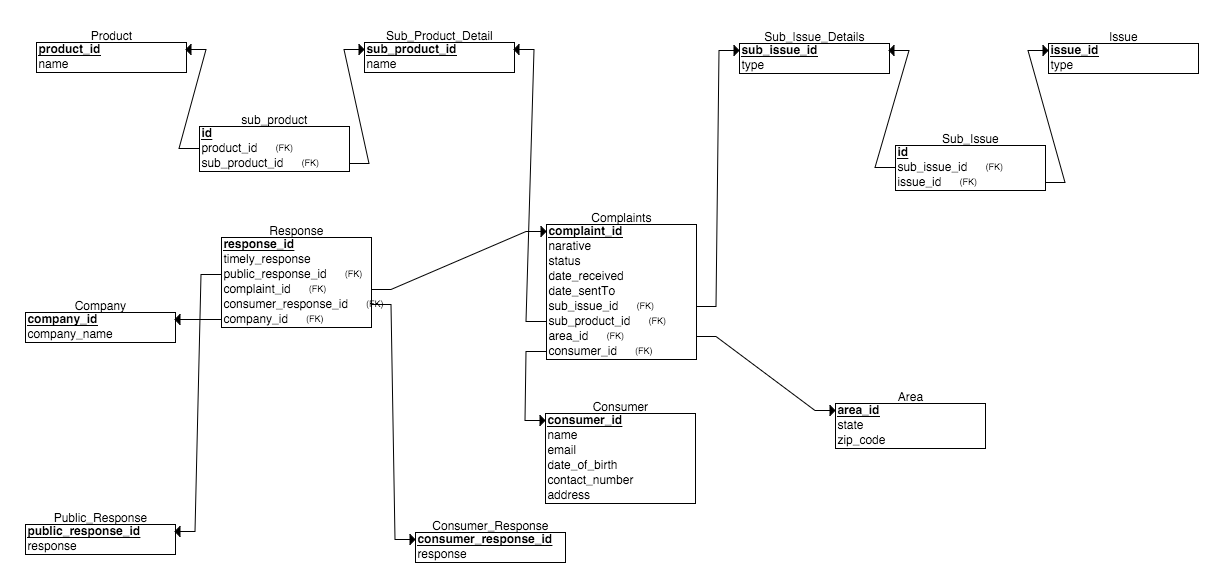 Product
product_id
name
Sub_Product_Detail
sub_product_id
name
Sub_Issue_Details
sub_issue_id
type
Issue
issue_id
type
sub_product
id
product_id (FK)
sub_product_id (FK)
Sub_Issue
id
sub_issue_id (FK)
issue_id (FK)
Response
response_id
timely_response
public_response_id (FK)
complaint_id (FK)
consumer_response_id (FK)
company_id (FK)
Complaints
complaint_id
narative
status
date_received
date_sentTo
sub_issue_id (FK)
sub_product_id (FK)
area_id (FK)
consumer_id (FK)
Company
company_id
company_name
Consumer
consumer_id
name
email
date_of_birth
contact_number
address
Area
area_id
state
zip_code
Public_Response
public_response_id
response
Consumer_Response
consumer_response_id
response